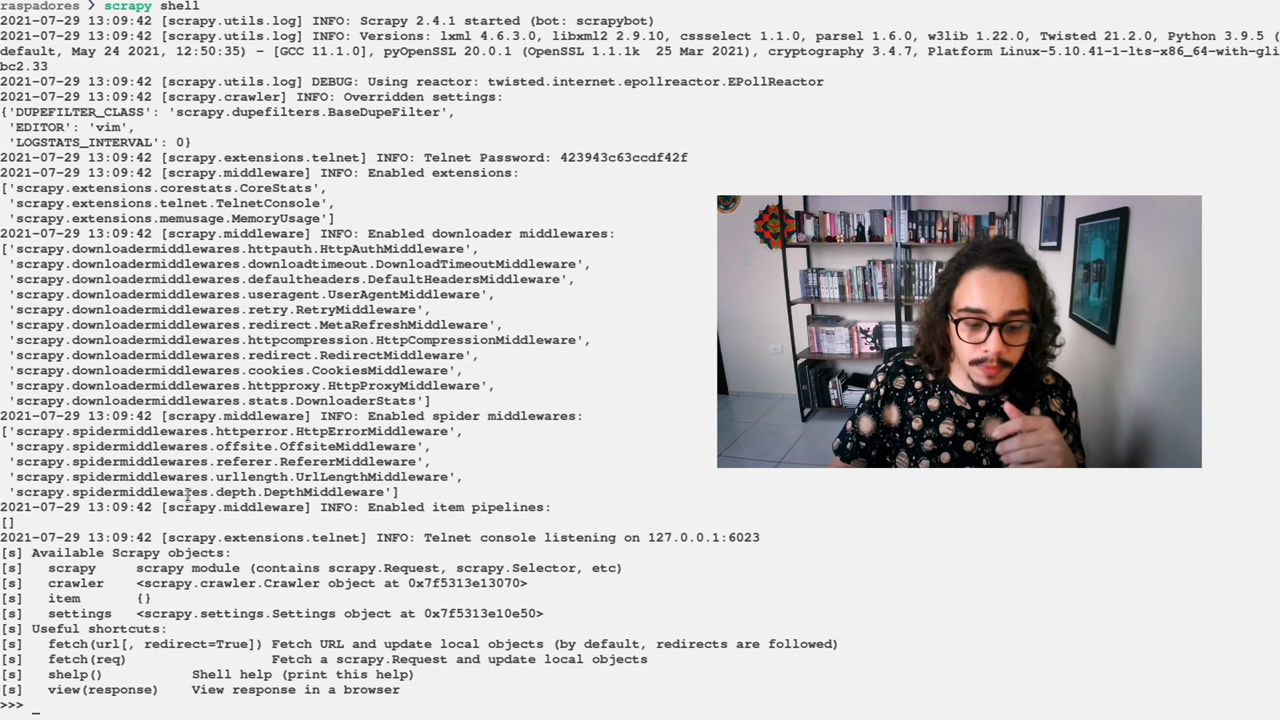 raspadores > scrapy shell
2021-07-29 13:09:42 [scrapy.utils.log] INFO: Scrapy 2.4.1 started (bot: scrapybot)
2021-07-29 13:09:42 [scrapy.utils.log] INFO: Versions: lxml 4.6.3.0, libxml2 2.9.10, cssselect 1.1.0, parsel 1.6.0, w3lib 1.22.0, Twisted 21.2.0, Python 3.9.5 (
default, May 24 2021, 12:50:35) - [GCC 11.1.0], pyOpenSSL 20.0.1 (OpenSSL 1.1.1k  25 Mar 2021), cryptography 3.4.7, Platform Linux-5.10.41-1-lts-x86_64-with-gli
bc2.33
2021-07-29 13:09:42 [scrapy.utils.log] DEBUG: Using reactor: twisted.internet.epollreactor.EPollReactor
2021-07-29 13:09:42 [scrapy.crawler] INFO: Overridden settings:
{'DUPEFILTER_CLASS': 'scrapy.dupefilters.BaseDupeFilter',
 'EDITOR': 'vim',
 'LOGSTATS_INTERVAL': 0}
2021-07-29 13:09:42 [scrapy.extensions.telnet] INFO: Telnet Password: 423943c63ccdf42f
2021-07-29 13:09:42 [scrapy.middleware] INFO: Enabled extensions:
['scrapy.extensions.corestats.CoreStats',
 'scrapy.extensions.telnet.TelnetConsole',
 'scrapy.extensions.memusage.MemoryUsage']
2021-07-29 13:09:42 [scrapy.middleware] INFO: Enabled downloader middlewares:
['scrapy.downloadermiddlewares.httpauth.HttpAuthMiddleware',
 'scrapy.downloadermiddlewares.downloadtimeout.DownloadTimeoutMiddleware',
 'scrapy.downloadermiddlewares.defaultheaders.DefaultHeadersMiddleware',
 'scrapy.downloadermiddlewares.useragent.UserAgentMiddleware',
 'scrapy.downloadermiddlewares.retry.RetryMiddleware',
 'scrapy.downloadermiddlewares.redirect.MetaRefreshMiddleware',
 'scrapy.downloadermiddlewares.httpcompression.HttpCompressionMiddleware',
 'scrapy.downloadermiddlewares.redirect.RedirectMiddleware',
 'scrapy.downloadermiddlewares.cookies.CookiesMiddleware',
 'scrapy.downloadermiddlewares.httpproxy.HttpProxyMiddleware',
 'scrapy.downloadermiddlewares.stats.DownloaderStats']
2021-07-29 13:09:42 [scrapy.middleware] INFO: Enabled spider middlewares:
['scrapy.spidermiddlewares.httperror.HttpErrorMiddleware',
 'scrapy.spidermiddlewares.offsite.OffsiteMiddleware',
 'scrapy.spidermiddlewares.referer.RefererMiddleware',
 'scrapy.spidermiddlewares.urllength.UrlLengthMiddleware',
 'scrapy.spidermiddlewares.depth.DepthMiddleware']
2021-07-29 13:09:42 [scrapy.middleware] INFO: Enabled item pipelines:
[]
2021-07-29 13:09:42 [scrapy.extensions.telnet] INFO: Telnet console listening on 127.0.0.1:6023
[s] Available Scrapy objects:
[s]   scrapy     scrapy module (contains scrapy.Request, scrapy.Selector, etc)
[s]   crawler    <scrapy.crawler.Crawler object at 0x7f5313e13070>
[s]   item       {}
[s]   settings   <scrapy.settings.Settings object at 0x7f5313e10e50>
[s] Useful shortcuts:
[s]   fetch(url[, redirect=True]) Fetch URL and update local objects (by default, redirects are followed)
[s]   fetch(req)                  Fetch a scrapy.Request and update local objects
[s]   shelp()           Shell help (print this help)
[s]   view(response)    View response in a browser
>>> _